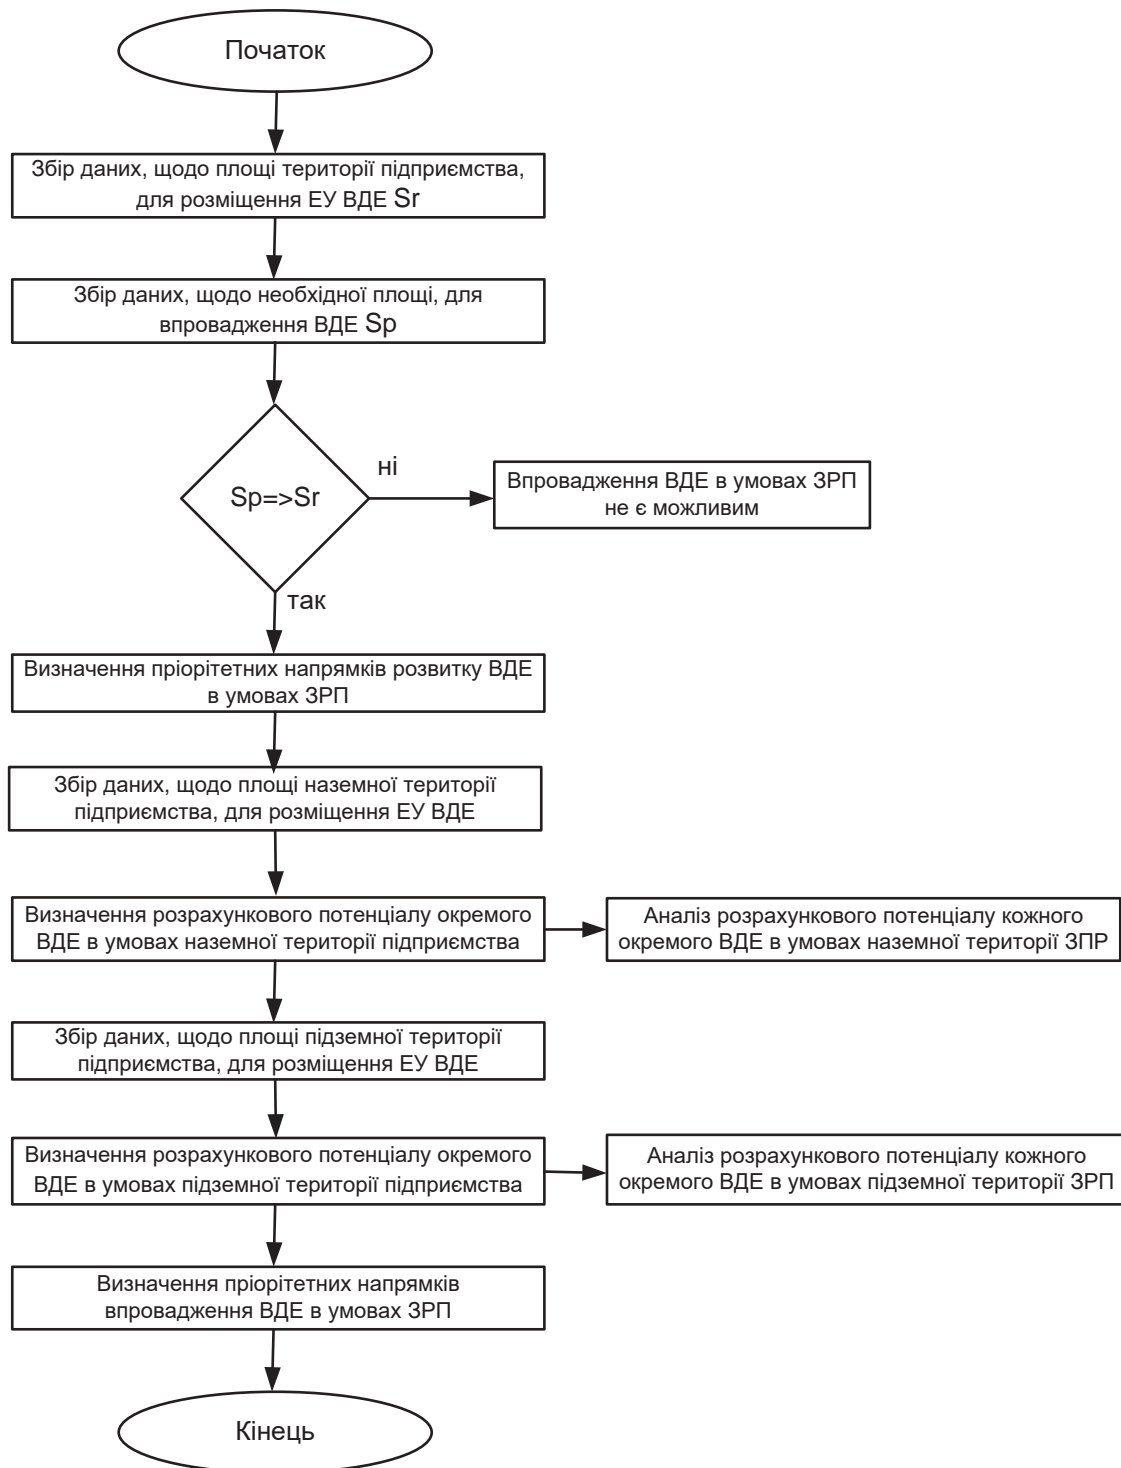 Початок
Збір даних, щодо площі території підприємства,
для розміщення ЕУ ВДЕ Sr
Збір даних, щодо необхідної площі, для
впровадження ВДЕ Sp
Sp=>Sr
ні
Впровадження ВДЕ в умовах ЗРП
не є можливим
так
Визначення пріорітетних напрямків розвитку ВДЕ
в умовах ЗРП
Збір даних, щодо площі наземної території
підприємства, для розміщення ЕУ ВДЕ
Визначення розрахункового потенціалу окремого
ВДЕ в умовах наземної території підприємства
Аналіз розрахункового потенціалу кожного
окремого ВДЕ в умовах наземної території ЗПР
Збір даних, щодо площі підземної території
підприємства, для розміщення ЕУ ВДЕ
Визначення розрахункового потенціалу окремого
ВДЕ в умовах підземної території підприємства
Аналіз розрахункового потенціалу кожного
окремого ВДЕ в умовах підземної території ЗРП
Визначення пріорітетних напрямків
впровадження ВДЕ в умовах ЗРП
Кінець